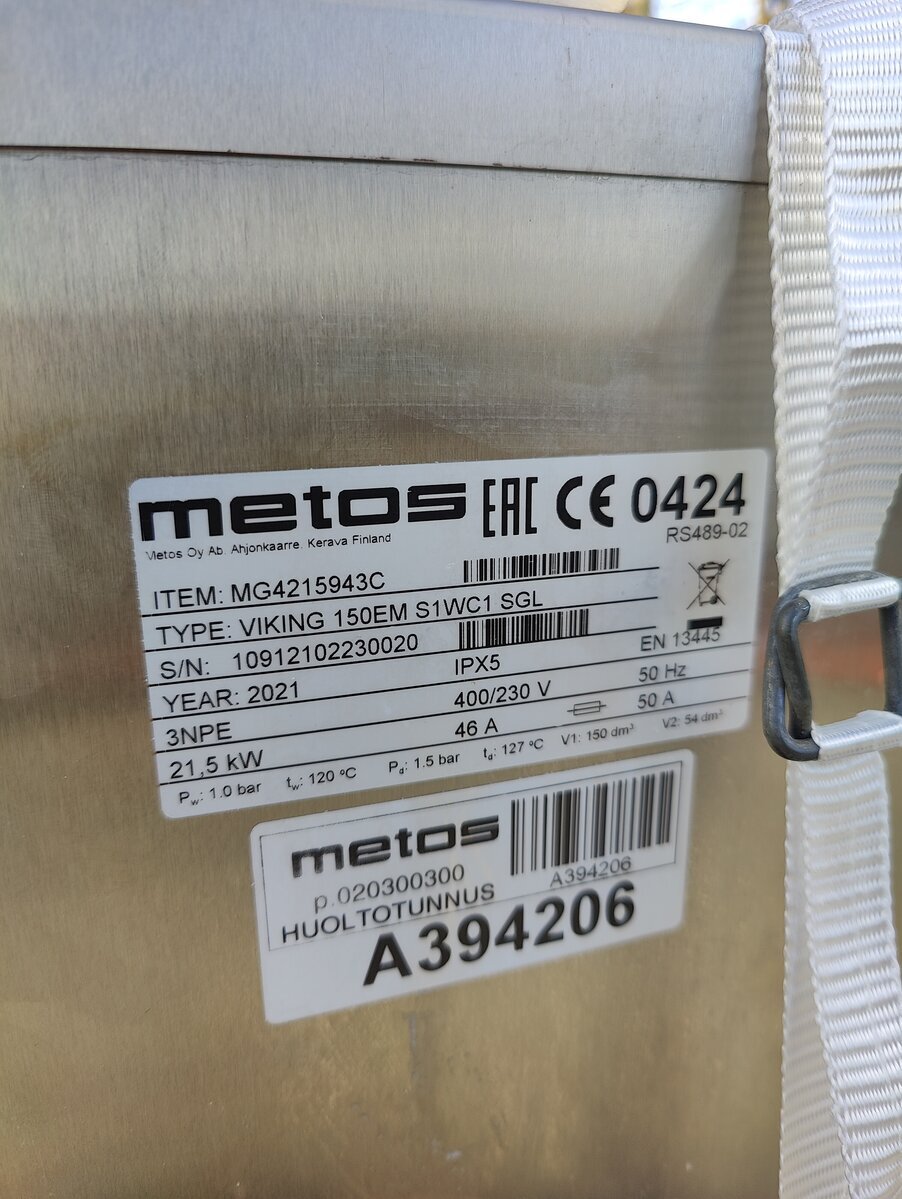 metos EAC CE 0424
Metos Oy Ab. Ahjonkaarre. Kerava Finland
RS489-02
ITEM: MG4215943C
TYPE: VIKING 150EM S1WC1 SGL
S/N: 10912102230020
EN 13445
YEAR: 2021 IPX5 50 Hz
3NPE 400/230 V 50 A
21,5 kW 46 A
Pw: 1.0 bar tw: 120 °C Pd: 1.5 bar td: 127 °C V1: 150 dm³ V2: 54 dm³
metos
A394206
p.020300300
HUOLTOTUNNUS
A394206